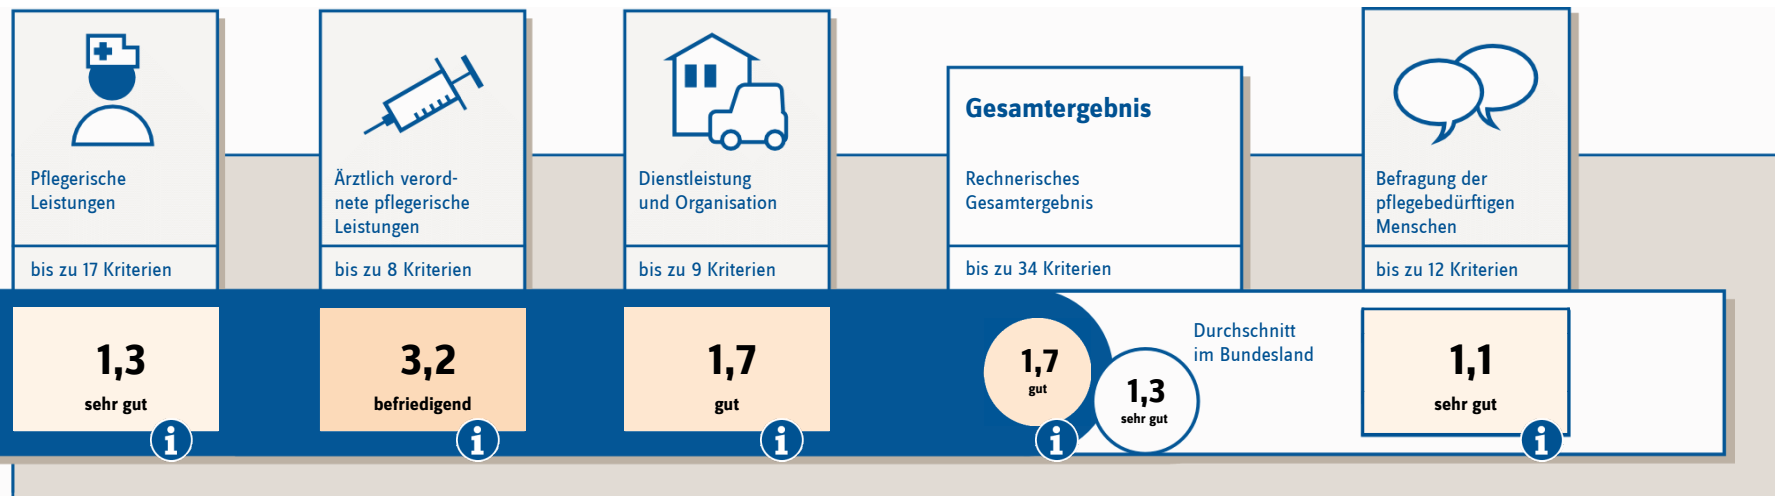 Pflegerische
Leistungen
bis zu 17 Kriterien
1,3
sehr gut
i
Ärztlich verord-
nete pflegerische
Leistungen
bis zu 8 Kriterien
3,2
befriedigend
i
Dienstleistung
und Organisation
bis zu 9 Kriterien
1,7
gut
i
Gesamtergebnis
Rechnerisches
Gesamtergebnis
bis zu 34 Kriterien
1,7
gut
i
Durchschnitt
im Bundesland
1,3
sehr gut
Befragung der
pflegebedürftigen
Menschen
bis zu 12 Kriterien
1,1
sehr gut
i